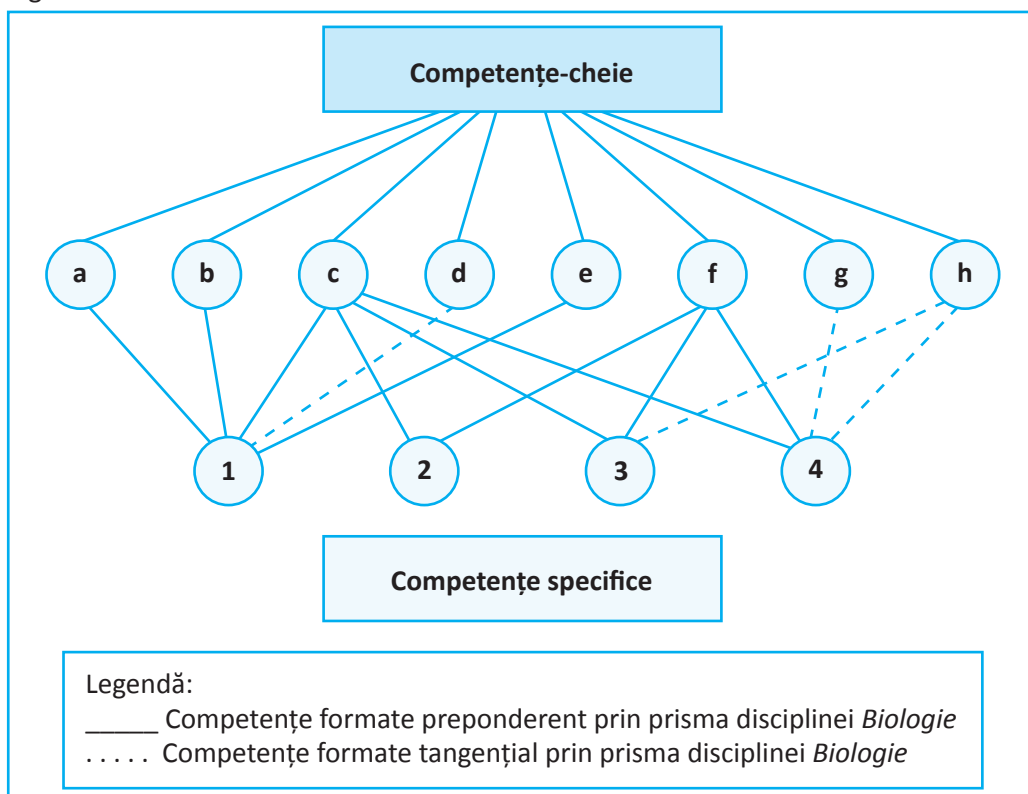 Competențe-cheie
a b c d e f g h
1 2 3 4
Competențe specifice
Legendă:
_____ Competențe formate preponderent prin prisma disciplinei Biologie
. . . . . Competențe formate tangențial prin prisma disciplinei Biologie